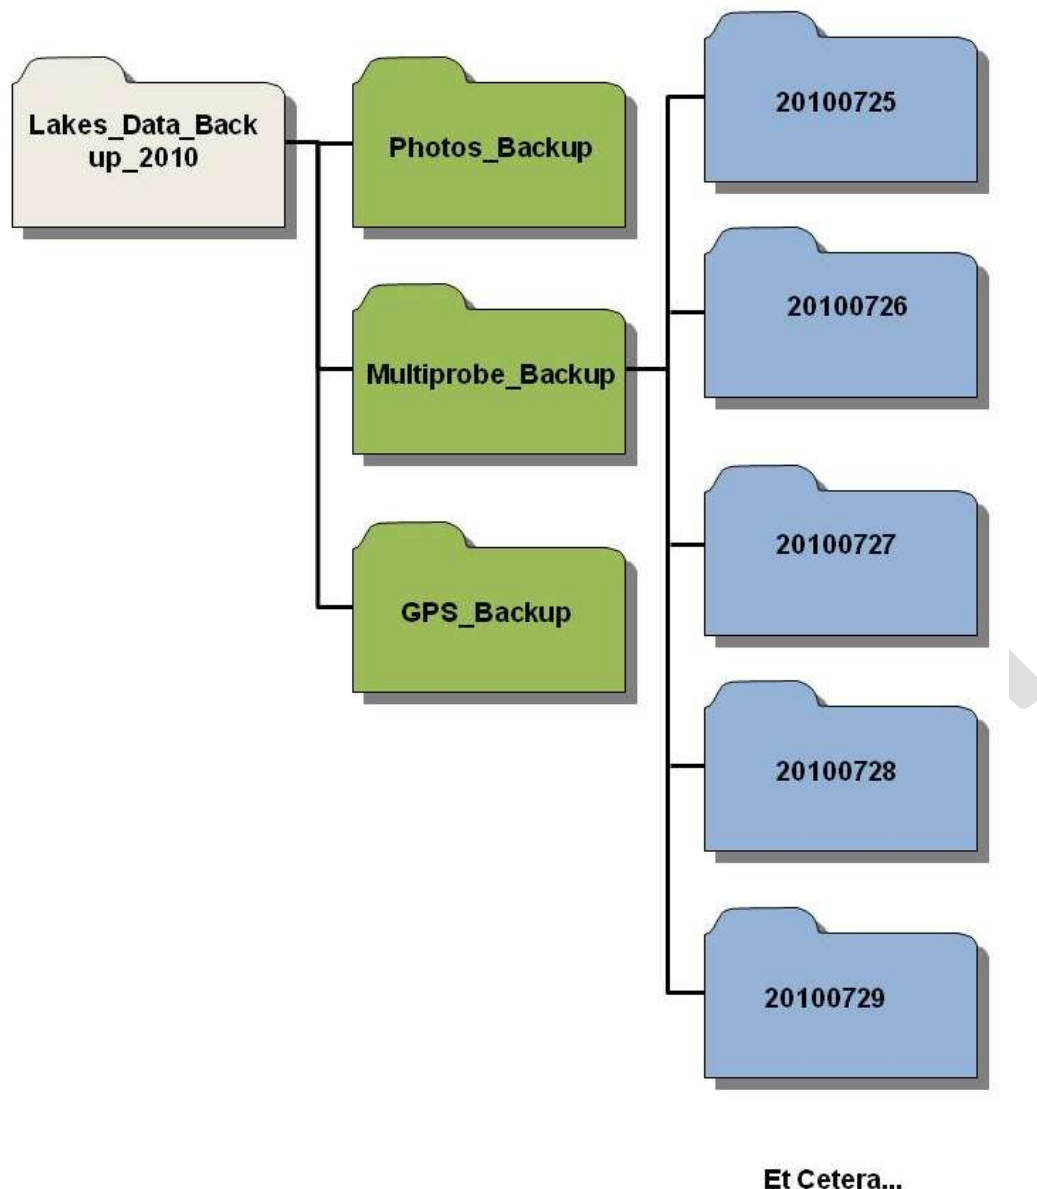 Lakes_Data_Back
up_2010
Photos_Backup
Multiprobe_Backup
GPS_Backup
20100725
20100726
20100727
20100728
20100729
Et Cetera...